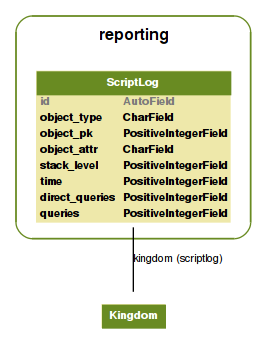 reporting
ScriptLog
id AutoField
object_type CharField
object_pk PositiveIntegerField
object_attr CharField
stack_level PositiveIntegerField
time PositiveIntegerField
direct_queries PositiveIntegerField
queries PositiveIntegerField
kingdom (scriptlog)
Kingdom